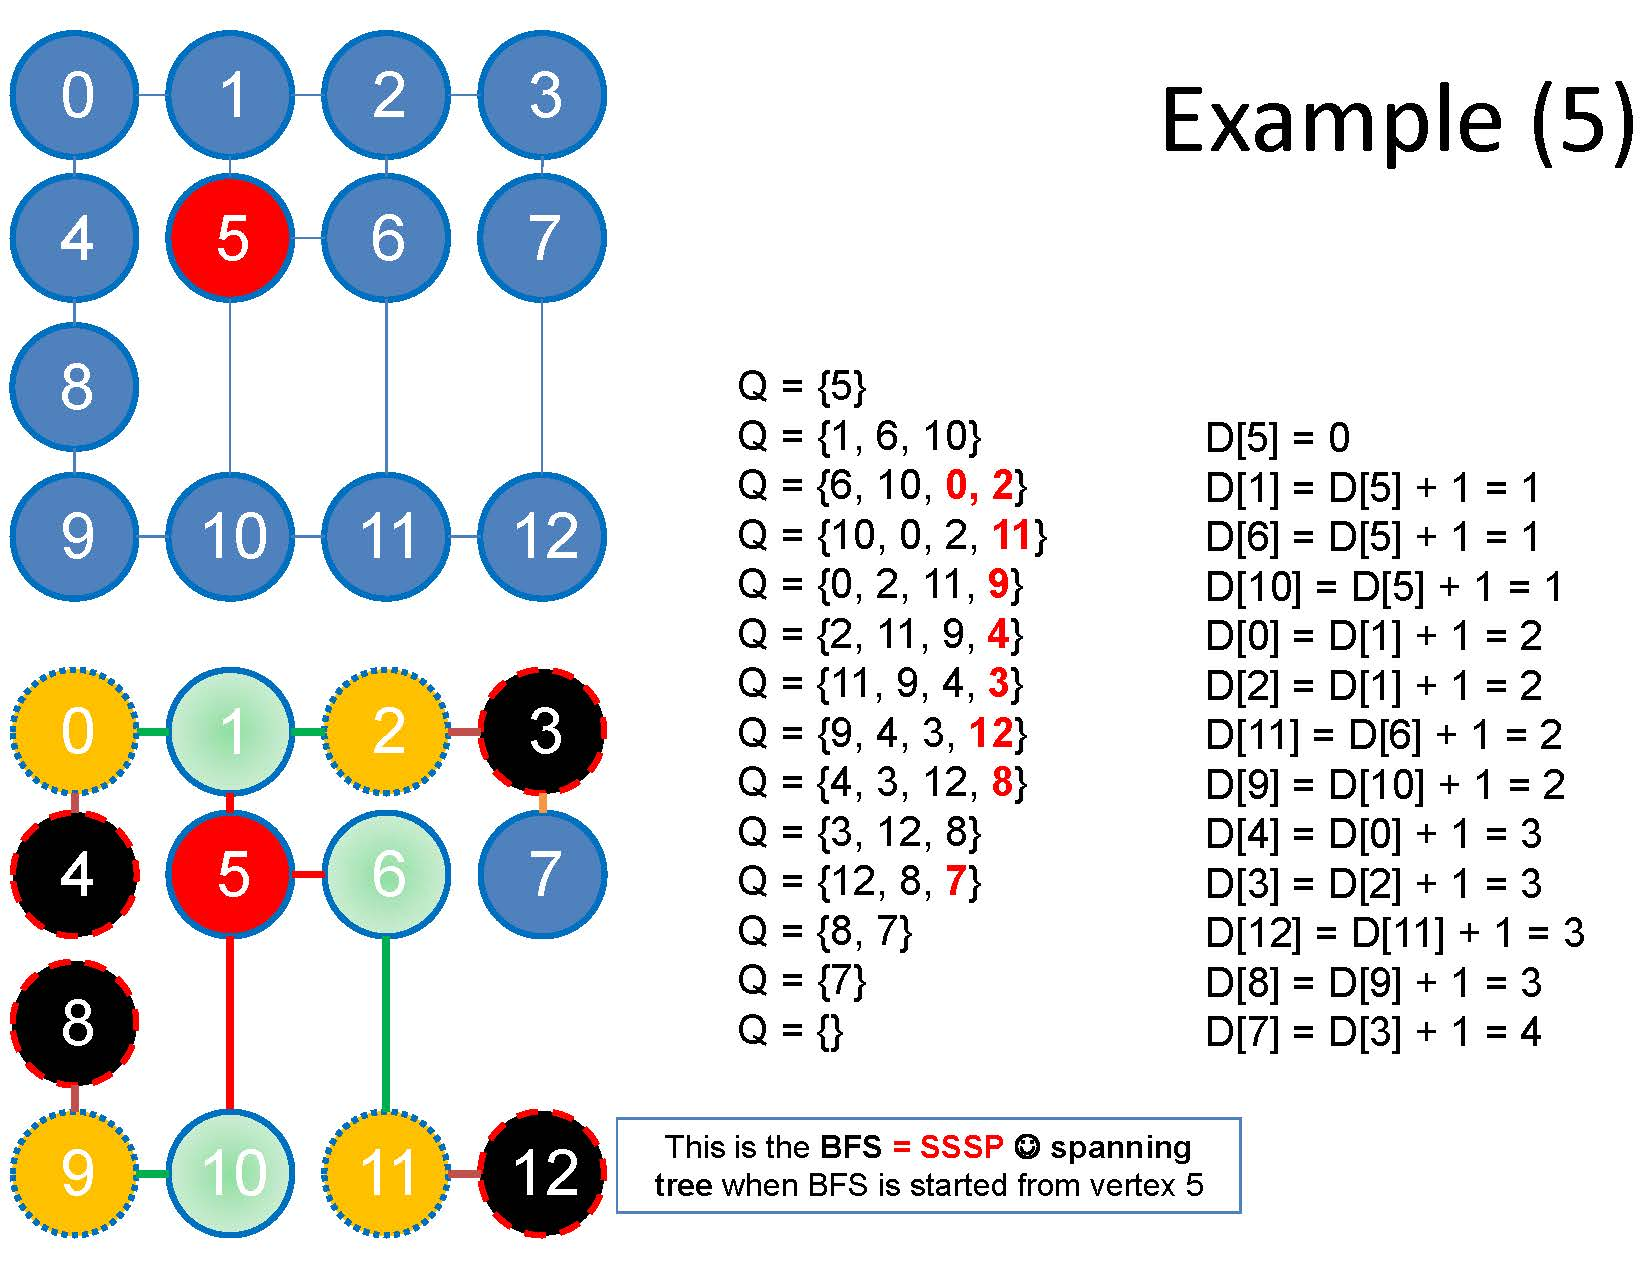 Example (5)
0 1 2 3
4 5 6 7
8
9 10 11 12
0 1 2 3
4 5 6 7
8
9 10 11 12
Q = {5}
Q = {1, 6, 10}
Q = {6, 10, 0, 2}
Q = {10, 0, 2, 11}
Q = {0, 2, 11, 9}
Q = {2, 11, 9, 4}
Q = {11, 9, 4, 3}
Q = {9, 4, 3, 12}
Q = {4, 3, 12, 8}
Q = {3, 12, 8}
Q = {12, 8, 7}
Q = {8, 7}
Q = {7}
Q = {}
D[5] = 0
D[1] = D[5] + 1 = 1
D[6] = D[5] + 1 = 1
D[10] = D[5] + 1 = 1
D[0] = D[1] + 1 = 2
D[2] = D[1] + 1 = 2
D[11] = D[6] + 1 = 2
D[9] = D[10] + 1 = 2
D[4] = D[0] + 1 = 3
D[3] = D[2] + 1 = 3
D[12] = D[11] + 1 = 3
D[8] = D[9] + 1 = 3
D[7] = D[3] + 1 = 4
This is the BFS = SSSP ☺ spanning
tree when BFS is started from vertex 5